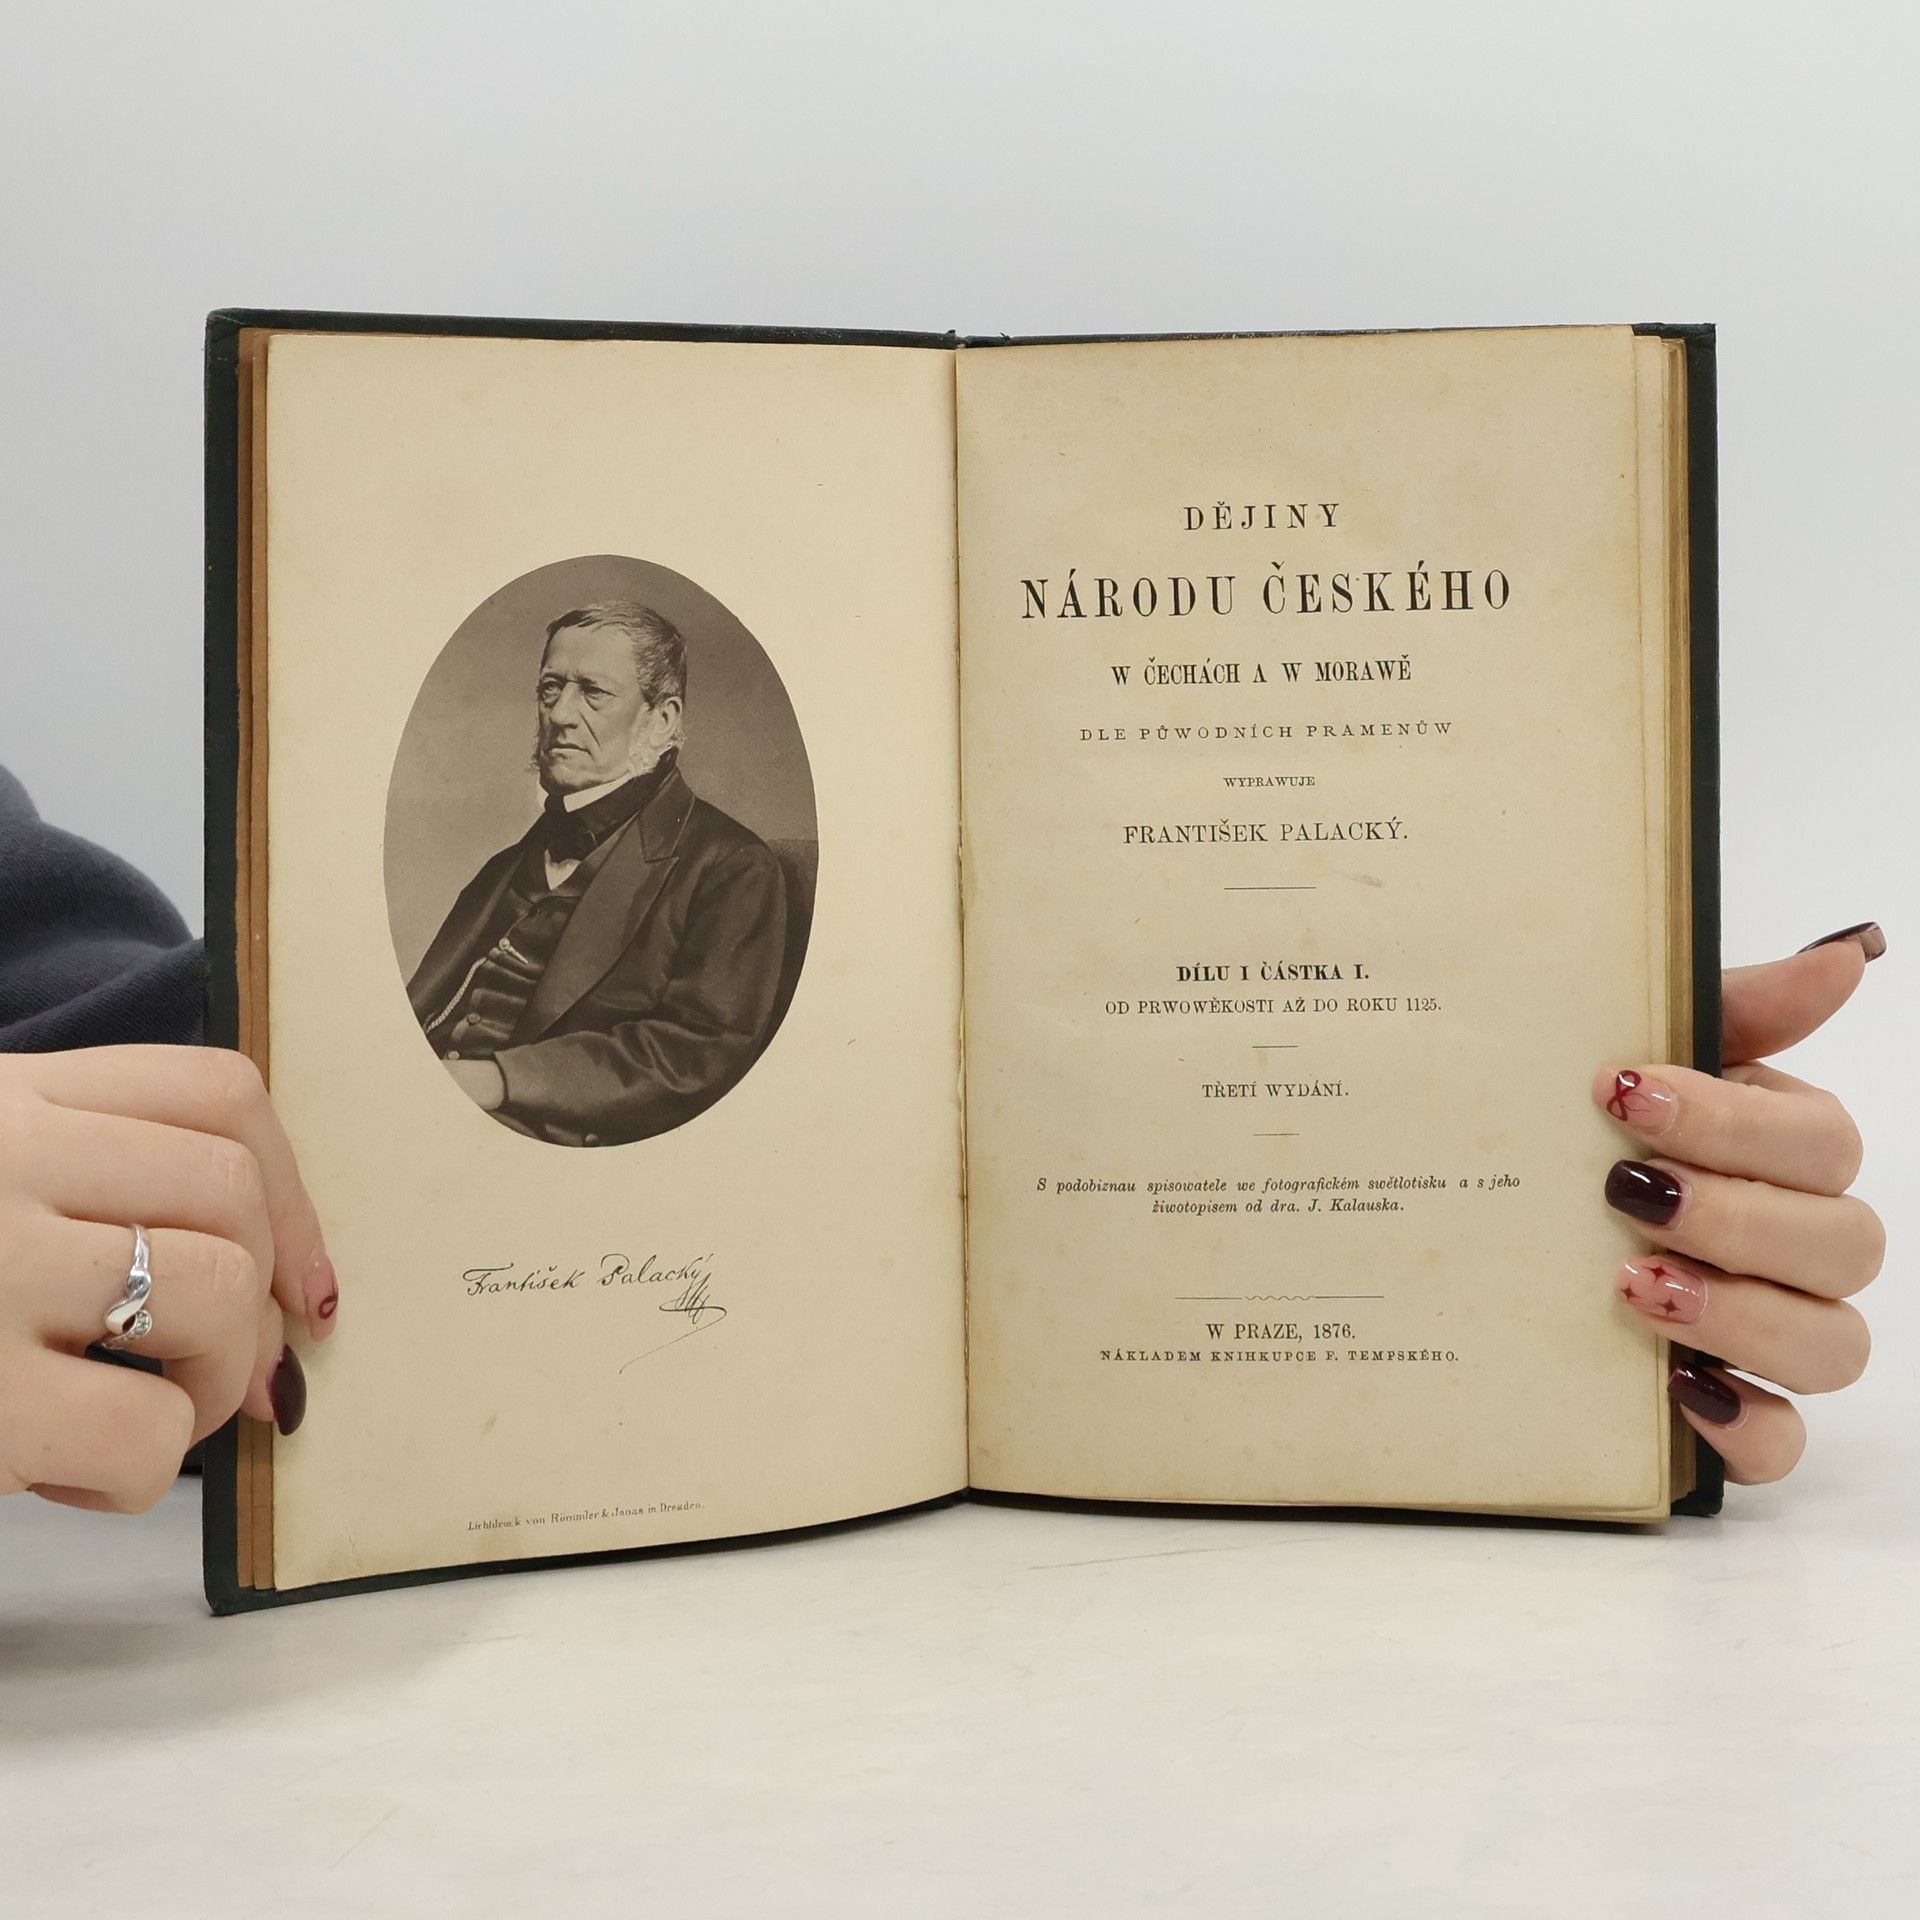 František Palacký
Lichtdruck von Römmler & Jonas in Dresden.
DĚJINY
NÁRODU ČESKÉHO
W ČECHÁCH A W MORAWĚ
DLE PŮWODNÍCH PRAMENŮW
WYPRAWUJE
FRANTIŠEK PALACKÝ.
DÍLU I ČÁSTKA I.
OD PRWOWĚKOSTI AŽ DO ROKU 1125.
TŘETÍ WYDÁNÍ.
S podobiznau spisowatele we fotografickém swětlotisku a s jeho
žiwotopisem od dra. J. Kalauska.
W PRAZE, 1876.
NÁKLADEM KNIHKUPCE F. TEMPSKÉHO.